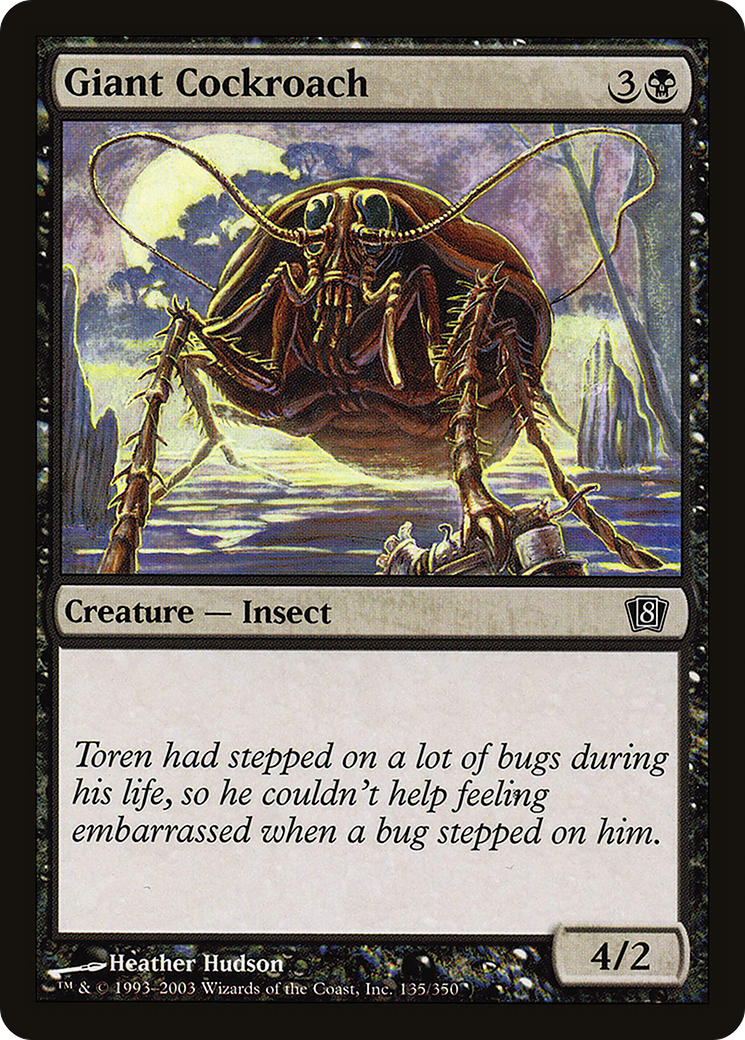 Giant Cockroach
3
Creature — Insect
8
Toren had stepped on a lot of bugs during
his life, so he couldn't help feeling
embarrassed when a bug stepped on him.
4/2
Heather Hudson
™ & © 1993–2003 Wizards of the Coast, Inc. 135/350